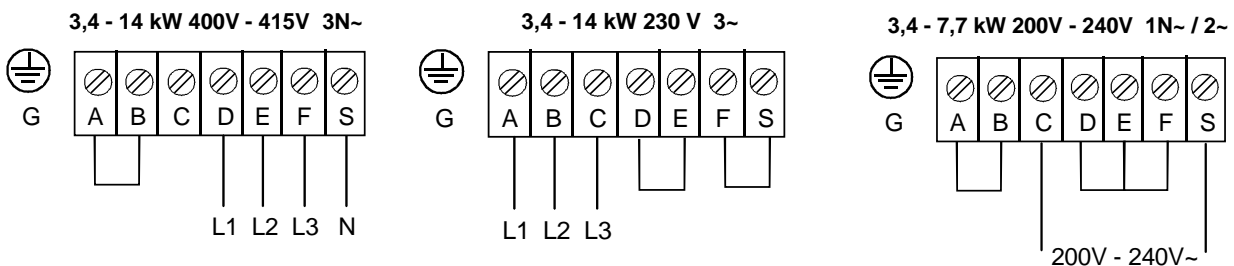 3,4 - 14 kW 400V - 415V 3N~
G A B C D E F S
L1 L2 L3 N
3,4 - 14 kW 230 V 3~
G A B C D E F S
L1 L2 L3
3,4 - 7,7 kW 200V - 240V 1N~ / 2~
G A B C D E F S
200V - 240V~